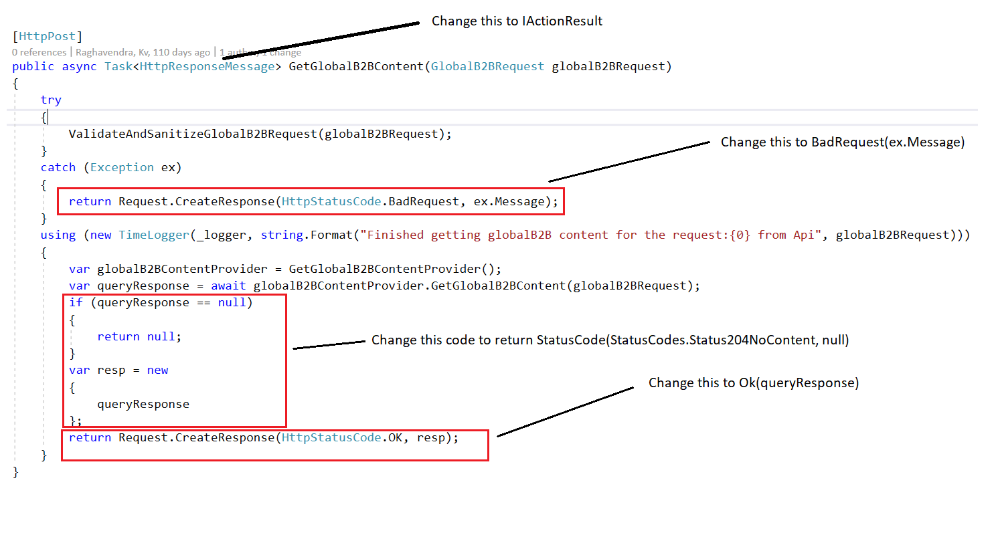 Change this to IActionResult
[HttpPost]
0 references | Raghavendra, Kv, 110 days ago | 1 author, 1 change
public async Task<HttpResponseMessage> GetGlobalB2BContent(GlobalB2BRequest globalB2BRequest)
{
try
{
ValidateAndSanitizeGlobalB2BRequest(globalB2BRequest);
}
Change this to BadRequest(ex.Message)
catch (Exception ex)
{
return Request.CreateResponse(HttpStatusCode.BadRequest, ex.Message);
}
using (new TimeLogger(_logger, string.Format("Finished getting globalB2B content for the request:{0} from Api", globalB2BRequest)))
{
var globalB2BContentProvider = GetGlobalB2BContentProvider();
var queryResponse = await globalB2BContentProvider.GetGlobalB2BContent(globalB2BRequest);
if (queryResponse == null)
{
return null;
}
Change this code to return StatusCode(StatusCodes.Status204NoContent, null)
var resp = new
{
queryResponse
};
Change this to Ok(queryResponse)
return Request.CreateResponse(HttpStatusCode.OK, resp);
}
}